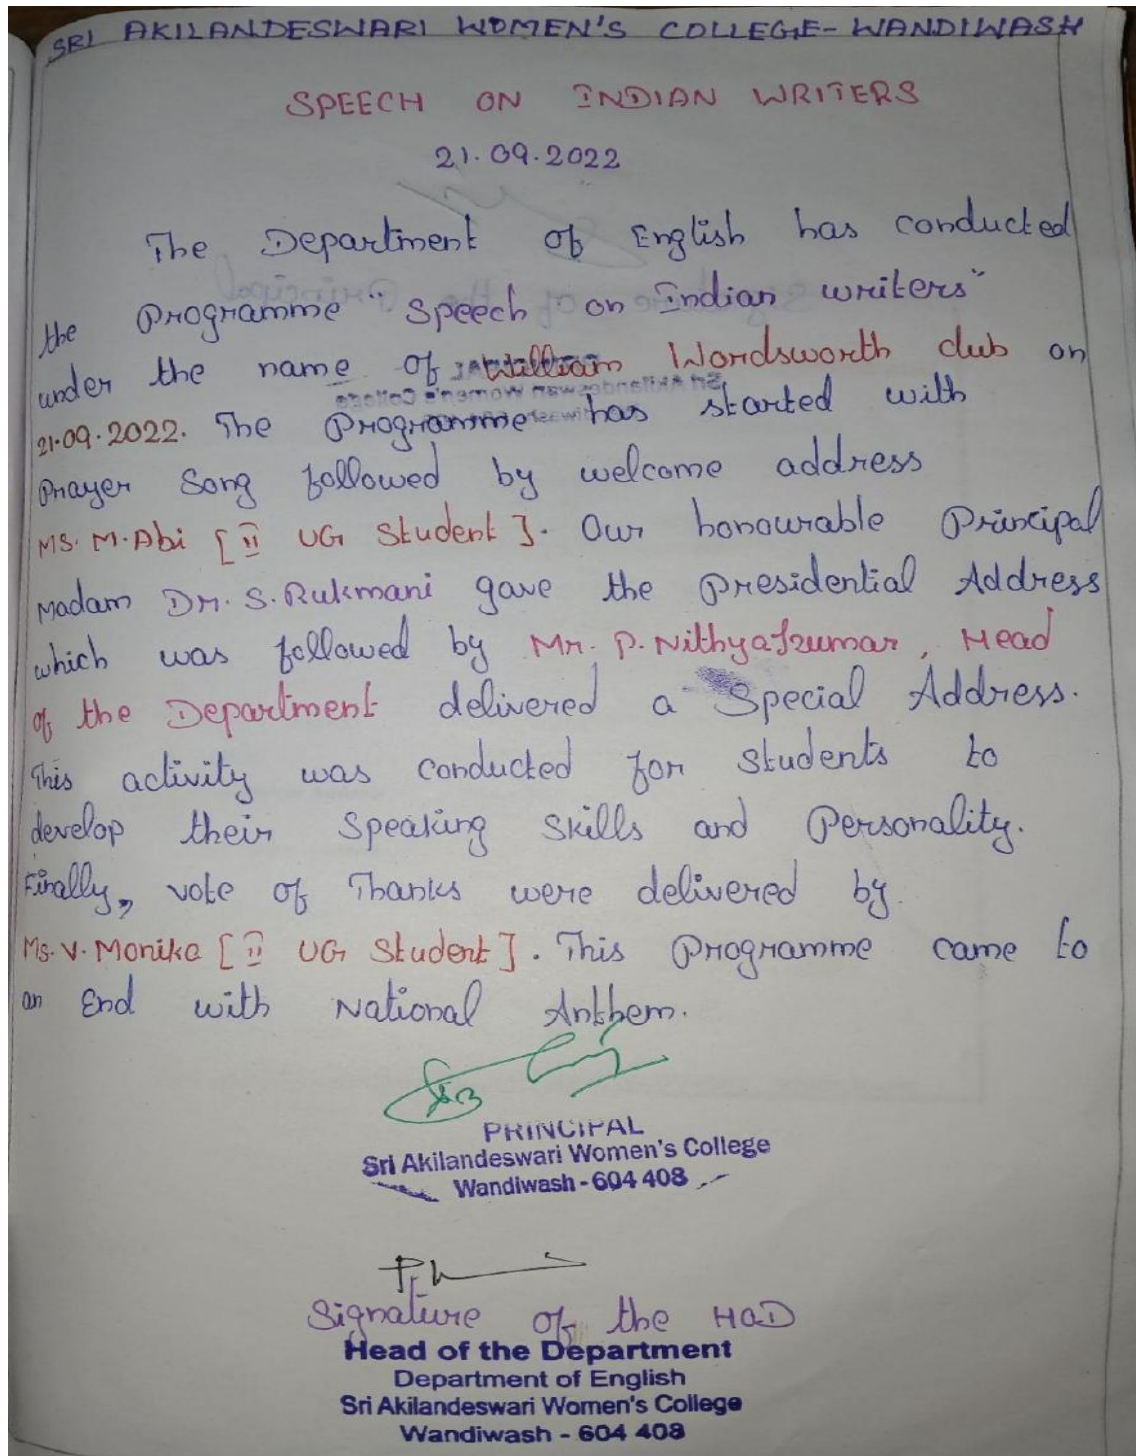 SRI AKILANDESWARI WOMEN'S COLLEGE - WANDIWASH
SPEECH ON INDIAN WRITERS
21.09.2022
The Department of English has conducted
the Programme "Speech on Indian writers"
under the name of William Wordsworth club on
21.09.2022. The Programme has started with
Prayer Song followed by welcome address
MS. M. Abi [II UG Student]. Our honourable Principal
Madam Dr. S. Rukmani gave the Presidential Address
which was followed by Mr. P. Nithyakumar, Head
of the Department delivered a Special Address.
This activity was conducted for Students to
develop their Speaking Skills and Personality.
Finally, vote of Thanks were delivered by
Ms. V. Monika [II UG Student]. This Programme came to
an End with National Anthem.
PRINCIPAL
Sri Akilandeswari Women's College
Wandiwash - 604 408
Signature of the HOD
Head of the Department
Department of English
Sri Akilandeswari Women's College
Wandiwash - 604 408